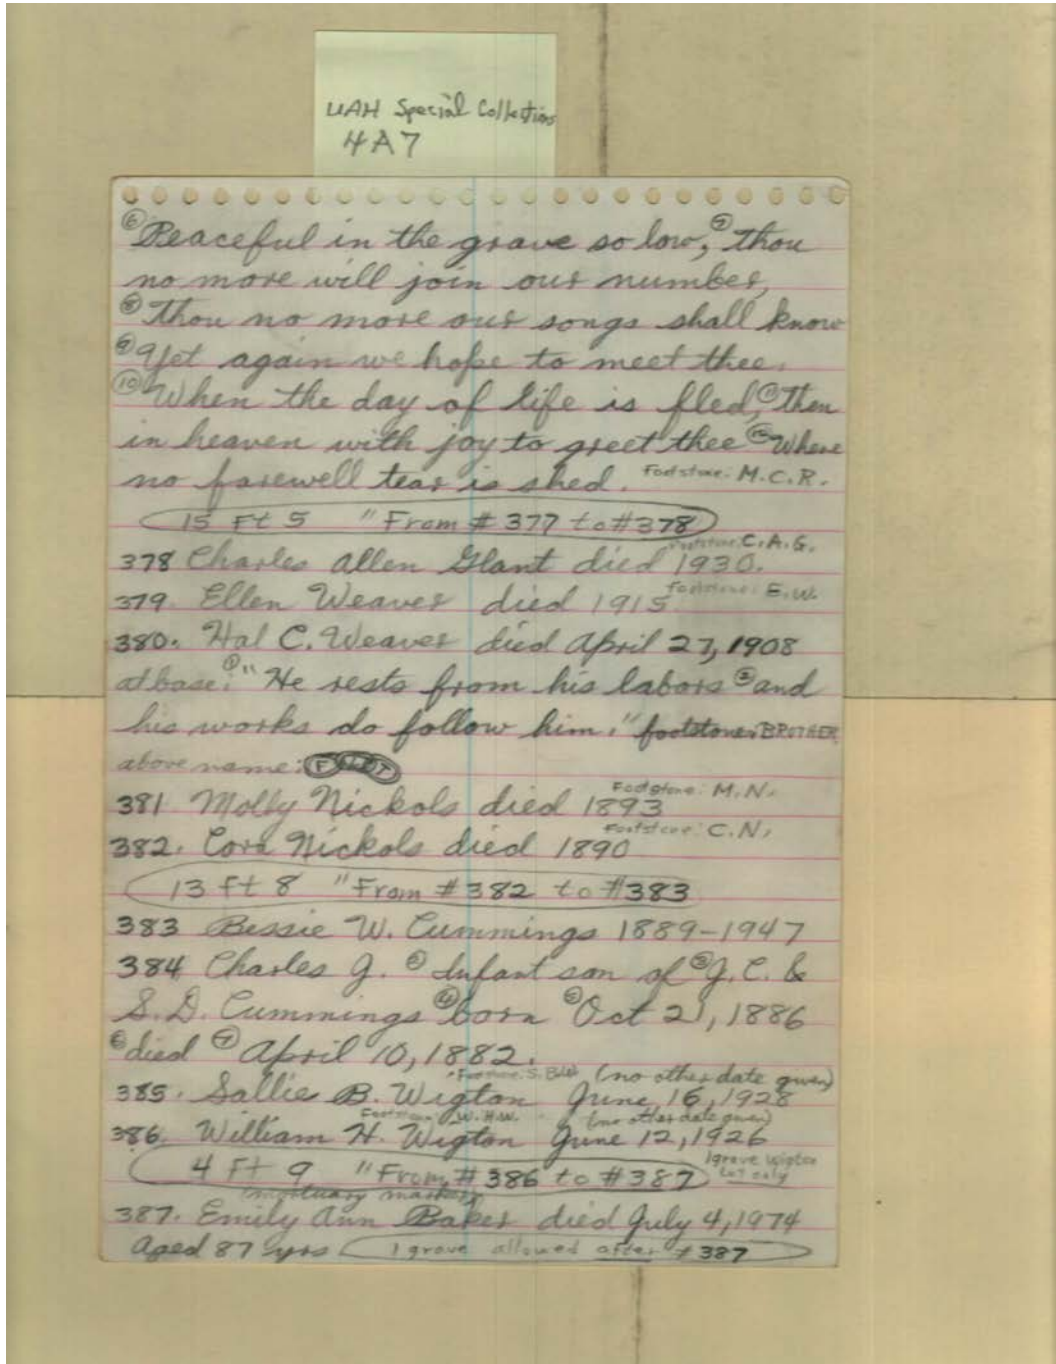 UAH Special Collections
4A7
⑥Peaceful in the grave so low, ⑦thou
no more will join our number,
⑧Thou no more our songs shall know
⑨Yet again we hope to meet thee.
⑩When the day of life is fled, ⑪Then
in heaven with joy to greet thee ⑫Where
no farewell tear is shed. Footstone: M.C.R.
15 Ft 5 " From #377 to #378
Footstone: C.A.G.
378 Charles Allen Glant died 1930.
379. Ellen Weaver died 1915. Footstone: E.W.
380. Hal C. Weaver died April 27, 1908
at base: ①" "He rests from his labors ②and
his works do follow him." footstone: BROTHER
above name: F L T
Footstone: M.N.
381 Molly Nickols died 1893
Footstone: C.N.
382. Cora Nickols died 1890
13 Ft 8 " From #382 to #383
383 Bessie W. Cummings 1889-1947
384 Charles J. ② Infant son of ③J.C. &
S.D. Cummings ④born ⑤Oct 21, 1886
⑥died ⑦April 10, 1882.
Footstone: S.B.W. (no other date given)
385. Sallie B. Wigton June 16, 1928
Footstone: W.H.W. (no other date given)
386. William H. Wigton June 12, 1926
4 Ft 9 " From #386 to #387 1 grave Wigton
Lot only
(mortuary marker)
387. Emily Ann Baker died July 4, 1974
Aged 87 yrs 1 grave allowed after #387